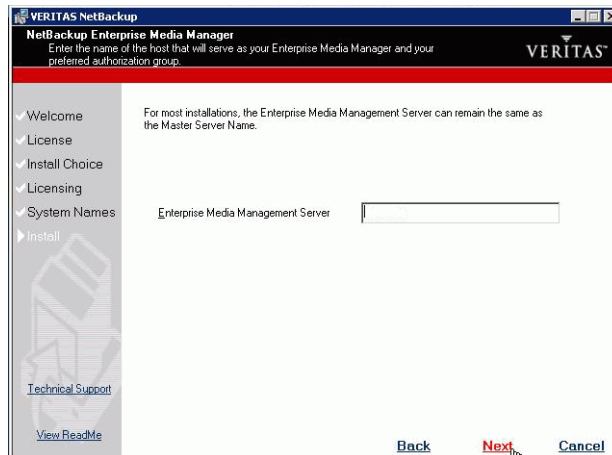 VERITAS NetBackup
NetBackup Enterprise Media Manager
Enter the name of the host that will serve as your Enterprise Media Manager and your
preferred authorization group.
VERITAS
Welcome
License
Install Choice
Licensing
System Names
Install
Technical Support
View ReadMe
For most installations, the Enterprise Media Management Server can remain the same as
the Master Server Name.
Enterprise Media Management Server
Back Next Cancel